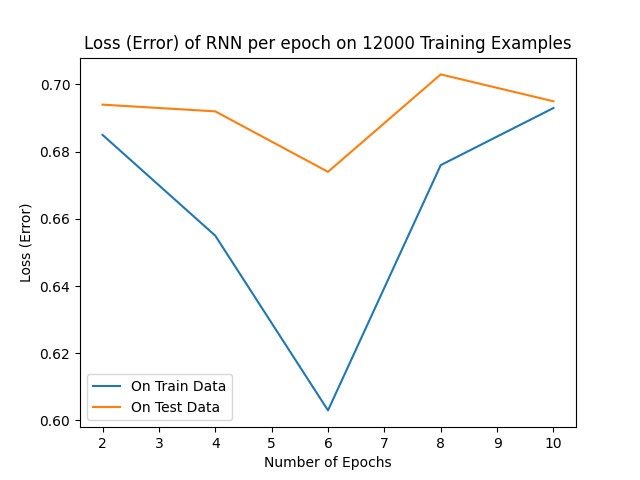 Loss (Error) of RNN per epoch on 12000 Training Examples
0.70
0.68
0.66
0.64
0.62
0.60
Loss (Error)
On Train Data
On Test Data
2 3 4 5 6 7 8 9 10
Number of Epochs